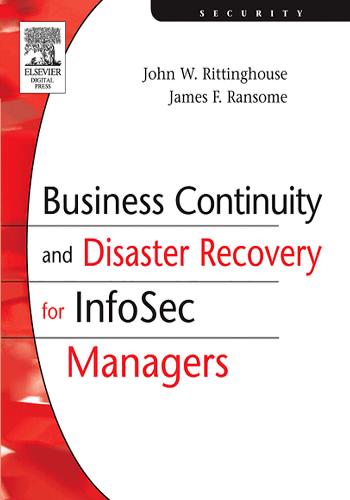 SECURITY
ELSEVIER
DIGITAL
PRESS
John W. Rittinghouse
James F. Ransome
Business Continuity
and Disaster Recovery
for InfoSec
Managers